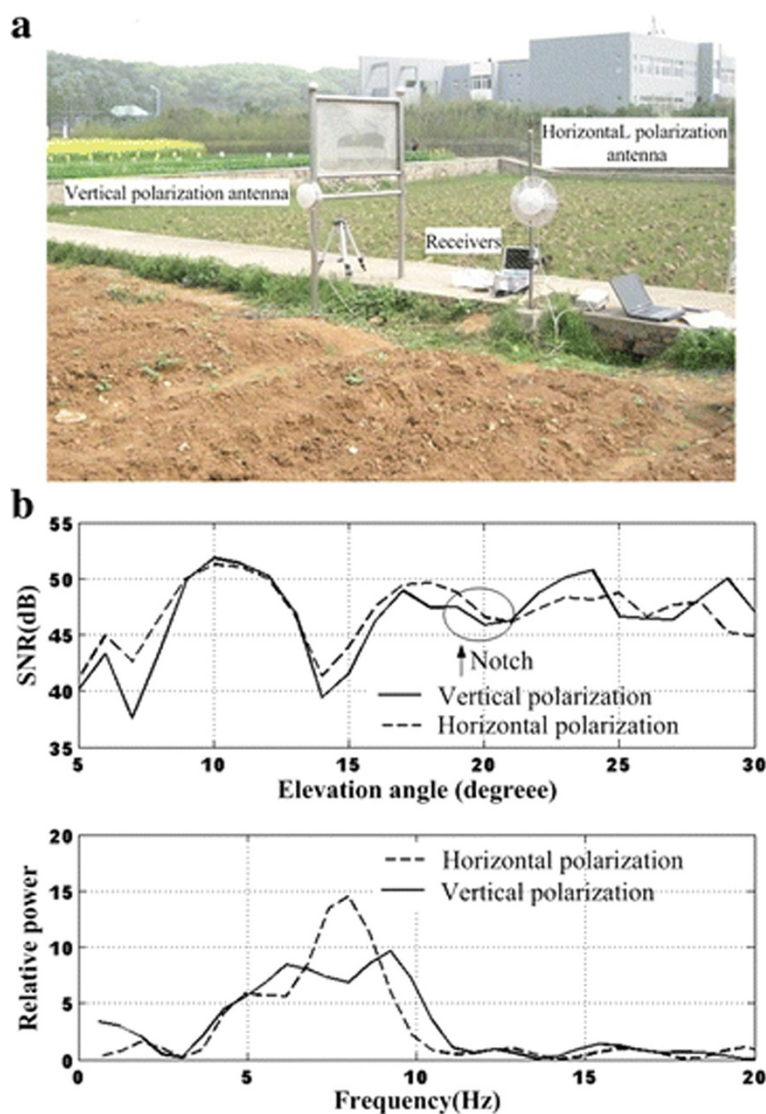 a
HorizontaL polarization
antenna
Vertical polarization antenna
Receivers
b
55
50
45
40
35
SNR(dB)
Notch
Vertical polarization
Horizontal polarization
5 10 15 20 25 30
Elevation angle (degreee)
20
15
10
5
0
Relative power
Horizontal polarization
Vertical polarization
0 5 10 15 20
Frequency(Hz)